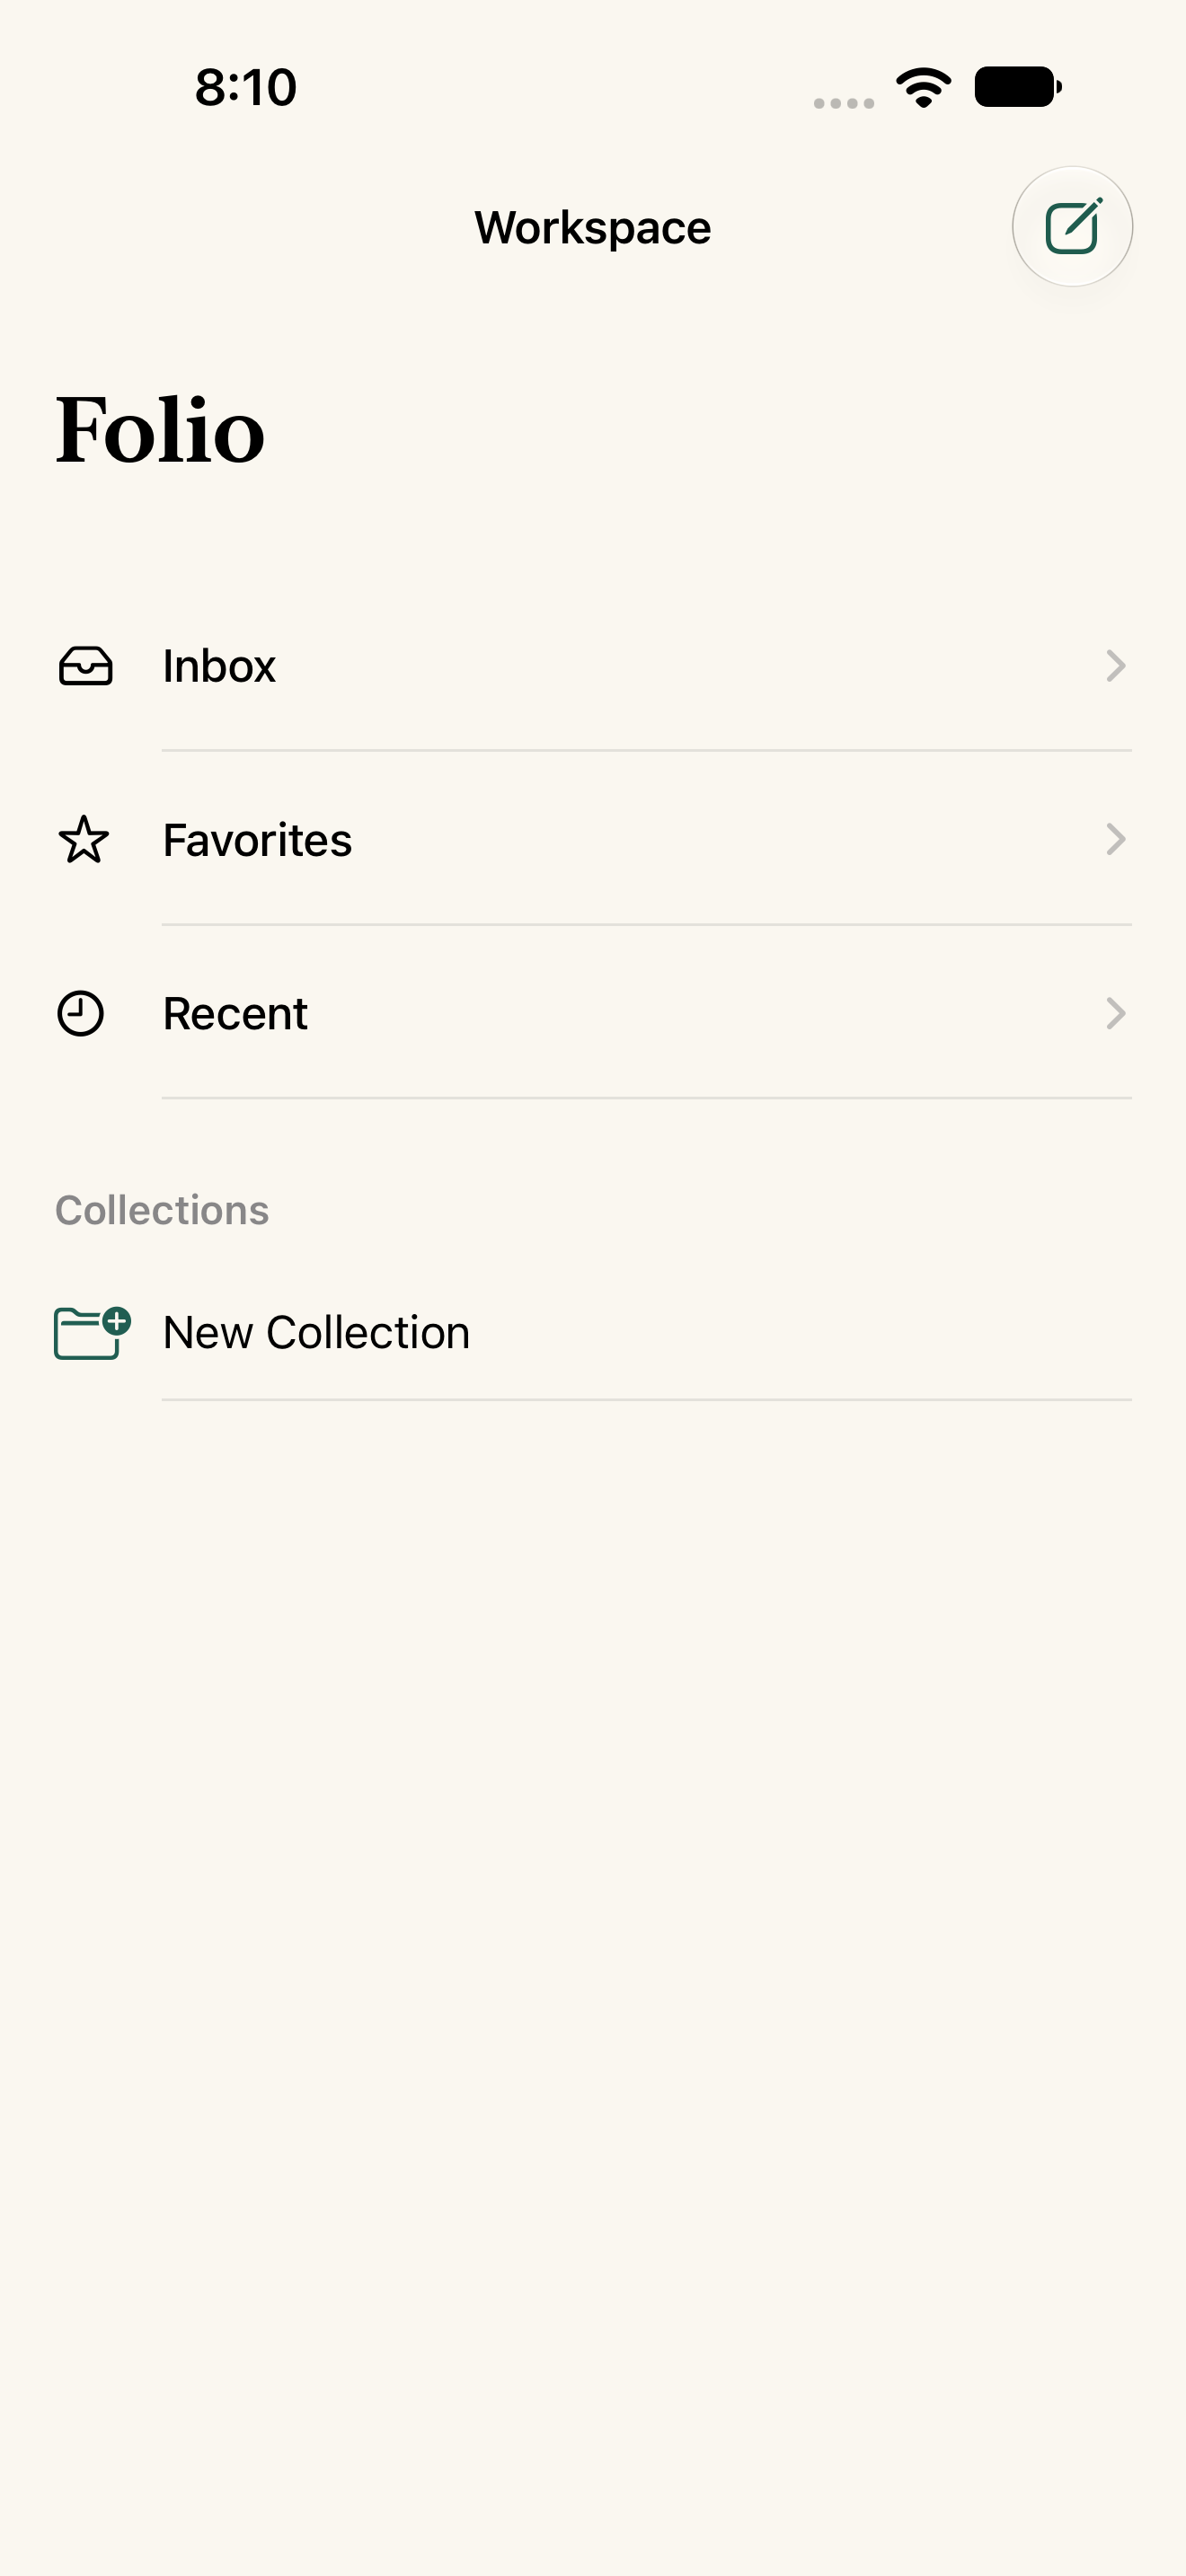 8:10
Workspace
Folio
Inbox
Favorites
Recent
Collections
New Collection